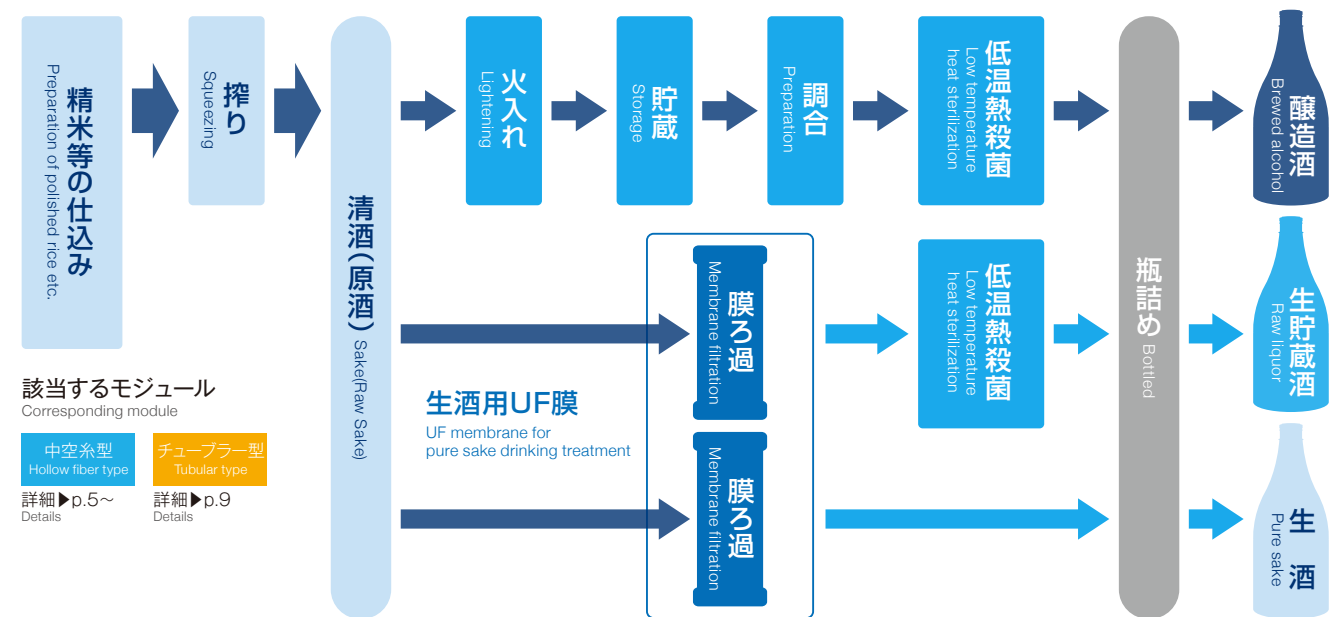 精米等の仕込み
Preparation of polished rice etc.
搾り
Squeezing
清酒(原酒) Sake(Raw Sake)
火入れ
Lightening
貯蔵
Storage
調合
Preparation
低温熱殺菌
Low temperature
heat sterilization
瓶詰め Bottled
醸造酒
Brewed alcohol
膜ろ過
Membrane filtration
低温熱殺菌
Low temperature
heat sterilization
生貯蔵酒
Raw liquor
生酒用UF膜
UF membrane for
pure sake drinking treatment
膜ろ過
Membrane filtration
生 酒
Pure sake
該当するモジュール
Corresponding module
中空糸型
Hollow fiber type
詳細▶p.5〜
Details
チューブラー型
Tubular type
詳細▶p.9
Details